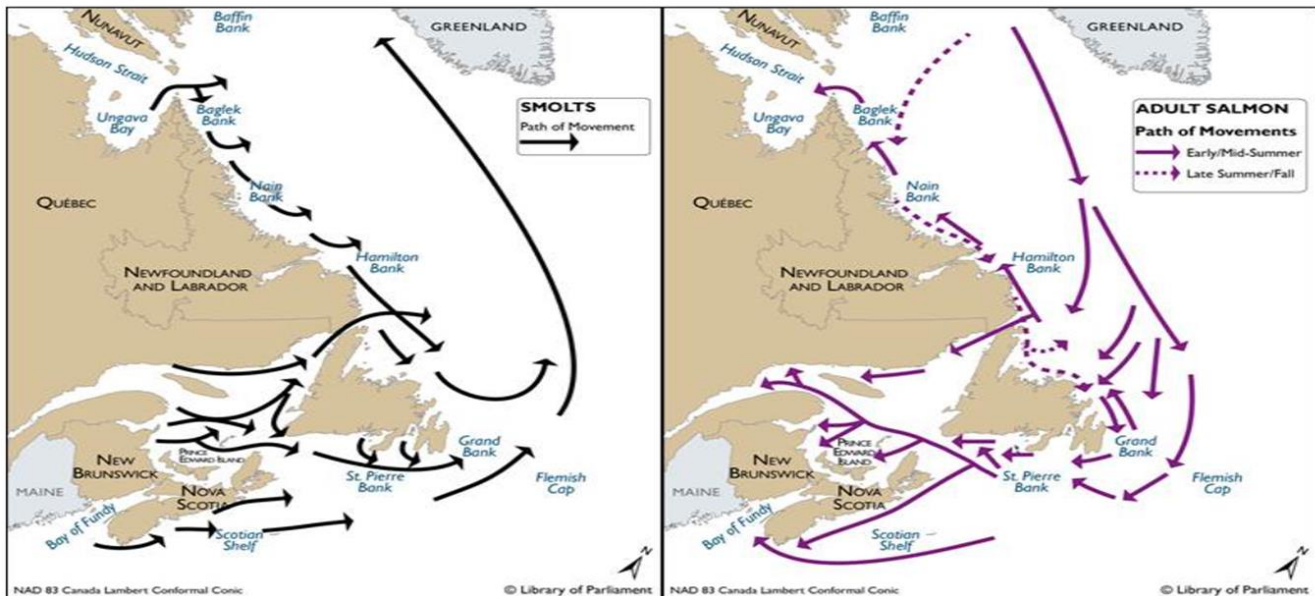 Baffin
Bank
GREENLAND
NUNAVUT
Hudson Strait
Ungava
Bay
Baglek
Bank
SMOLTS
Path of Movement
Nain
Bank
QUÉBEC
Hamilton
Bank
NEWFOUNDLAND
AND LABRADOR
PRINCE
EDWARD ISLAND
Grand
Bank
NEW
BRUNSWICK
St. Pierre
Bank
Flemish
Cap
MAINE
NOVA
SCOTIA
Bay of Fundy
Scotian
Shelf
N
NAD 83 Canada Lambert Conformal Conic
© Library of Parliament
Baffin
Bank
GREENLAND
NUNAVUT
Hudson Strait
Ungava
Bay
Baglek
Bank
ADULT SALMON
Path of Movements
Early/Mid-Summer
Late Summer/Fall
Nain
Bank
QUÉBEC
Hamilton
Bank
NEWFOUNDLAND
AND LABRADOR
PRINCE
EDWARD
ISLAND
Grand
Bank
NEW
BRUNSWICK
St. Pierre
Bank
Flemish
Cap
MAINE
NOVA
SCOTIA
Bay of Fundy
Scotian
Shelf
N
NAD 83 Canada Lambert Conformal Conic
© Library of Parliament